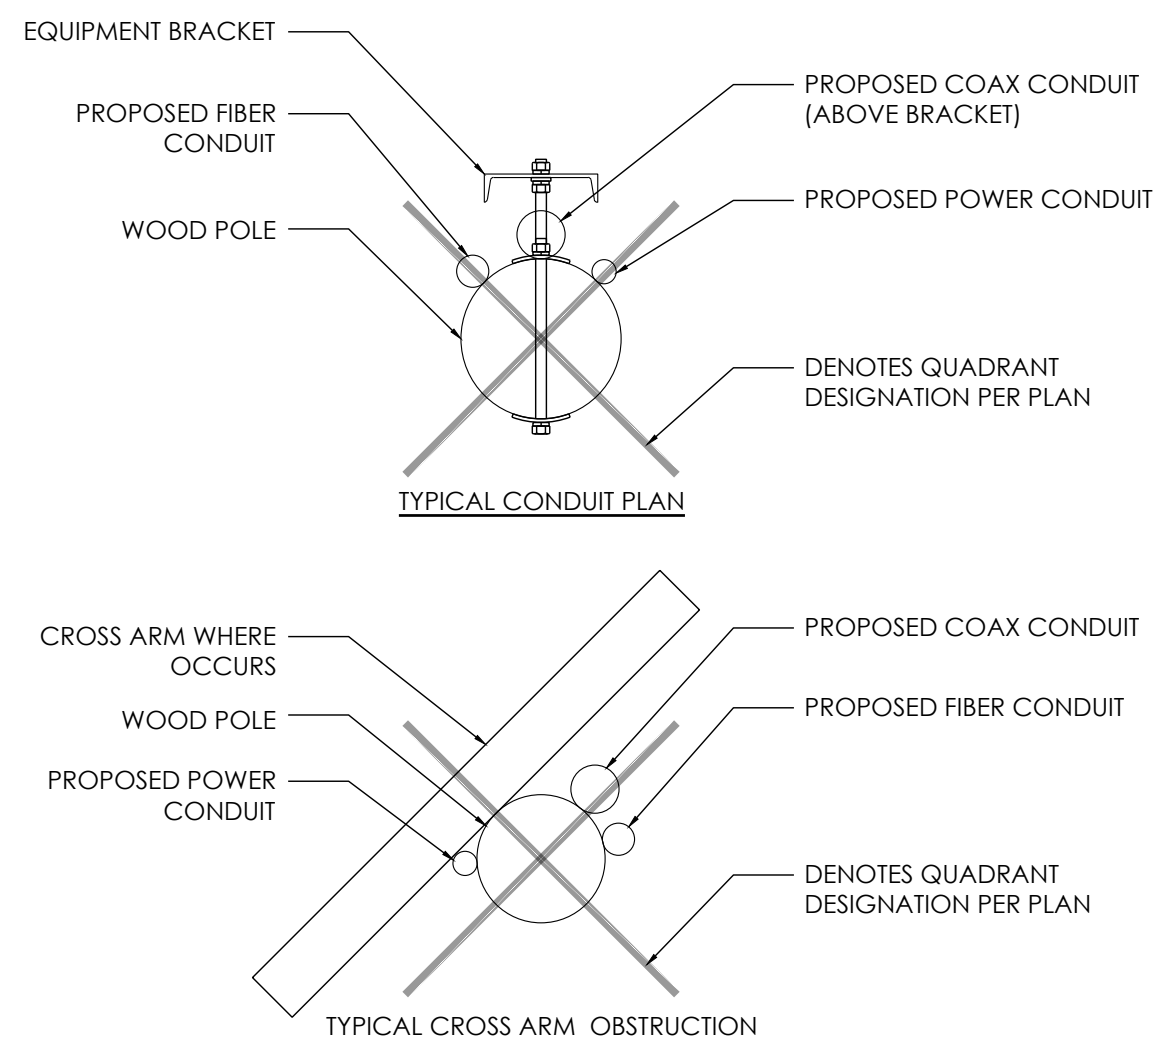 EQUIPMENT BRACKET
PROPOSED FIBER
CONDUIT
WOOD POLE
PROPOSED COAX CONDUIT
(ABOVE BRACKET)
PROPOSED POWER CONDUIT
DENOTES QUADRANT
DESIGNATION PER PLAN
TYPICAL CONDUIT PLAN
CROSS ARM WHERE
OCCURS
WOOD POLE
PROPOSED POWER
CONDUIT
PROPOSED COAX CONDUIT
PROPOSED FIBER CONDUIT
DENOTES QUADRANT
DESIGNATION PER PLAN
TYPICAL CROSS ARM OBSTRUCTION